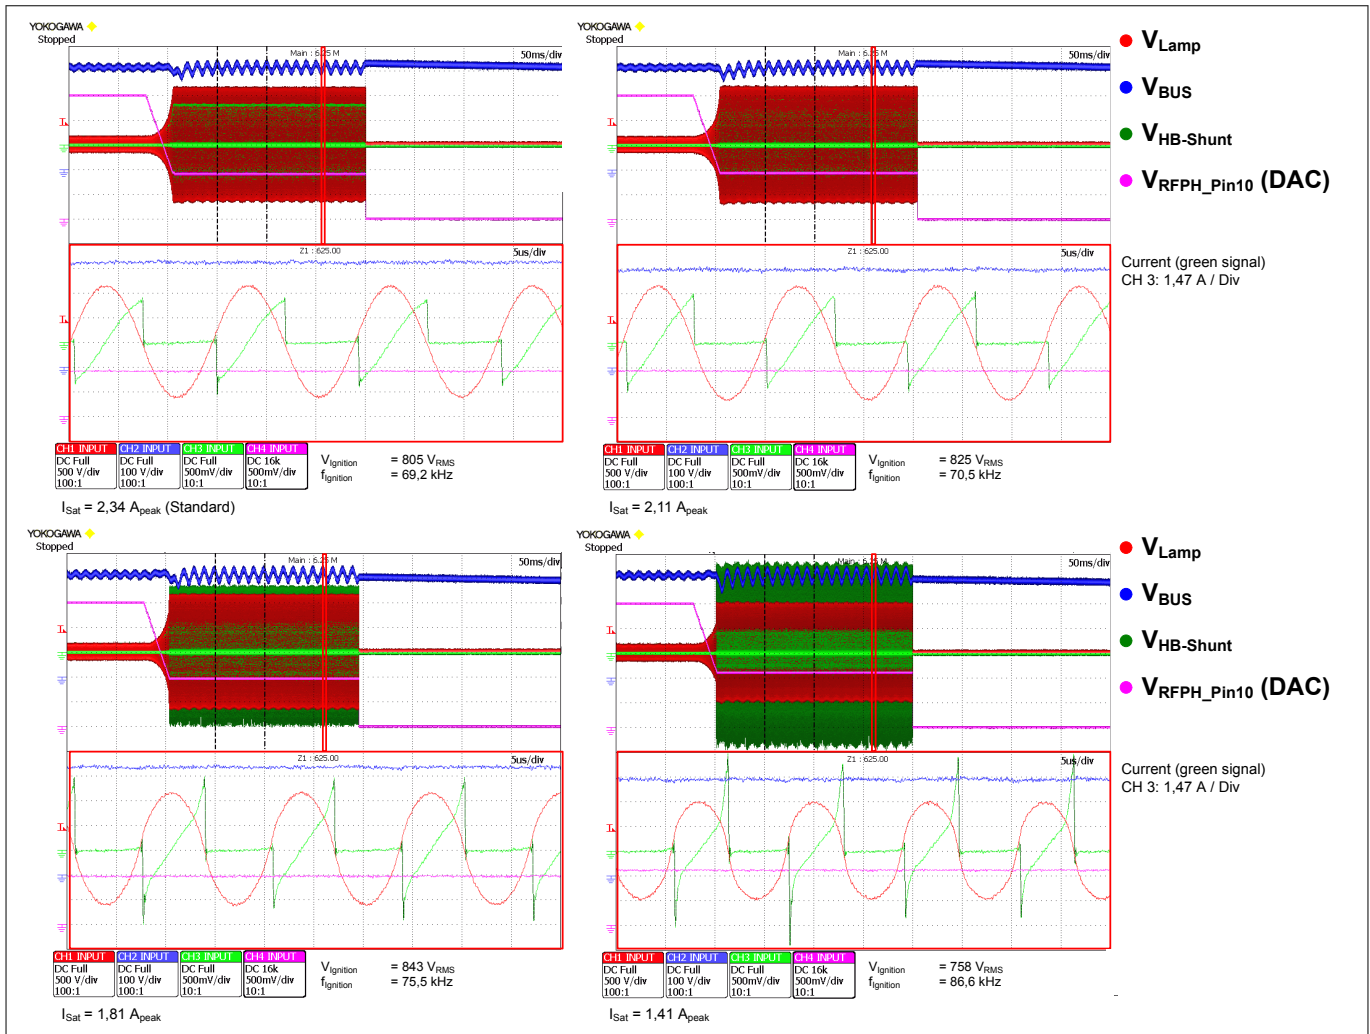 YOKOGAWA
Stopped
Main : 6.25 M
50ms/div
Z1 : 625.00
5us/div
CH1 INPUT
DC Full
500 V/div
100:1
CH2 INPUT
DC Full
100 V/div
100:1
CH3 INPUT
DC Full
500mV/div
10:1
CH4 INPUT
DC 16k
500mV/div
10:1
VIgnition = 805 VRMS
fIgnition = 69,2 kHz
ISat = 2,34 Apeak (Standard)
YOKOGAWA
Stopped
Main : 6.25 M
50ms/div
Z1 : 625.00
5us/div
CH1 INPUT
DC Full
500 V/div
100:1
CH2 INPUT
DC Full
100 V/div
100:1
CH3 INPUT
DC Full
500mV/div
10:1
CH4 INPUT
DC 16k
500mV/div
10:1
VIgnition = 825 VRMS
fIgnition = 70,5 kHz
ISat = 2,11 Apeak
VLamp
VBUS
VHB-Shunt
VRFPH_Pin10 (DAC)
Current (green signal)
CH 3: 1,47 A / Div
YOKOGAWA
Stopped
Main : 6.25 M
50ms/div
Z1 : 625.00
5us/div
CH1 INPUT
DC Full
500 V/div
100:1
CH2 INPUT
DC Full
100 V/div
100:1
CH3 INPUT
DC Full
500mV/div
10:1
CH4 INPUT
DC 16k
500mV/div
10:1
VIgnition = 843 VRMS
fIgnition = 75,5 kHz
ISat = 1,81 Apeak
YOKOGAWA
Stopped
Main : 6.25 M
50ms/div
Z1 : 625.00
5us/div
CH1 INPUT
DC Full
500 V/div
100:1
CH2 INPUT
DC Full
100 V/div
100:1
CH3 INPUT
DC Full
500mV/div
10:1
CH4 INPUT
DC 16k
500mV/div
10:1
VIgnition = 758 VRMS
fIgnition = 86,6 kHz
ISat = 1,41 Apeak
VLamp
VBUS
VHB-Shunt
VRFPH_Pin10 (DAC)
Current (green signal)
CH 3: 1,47 A / Div